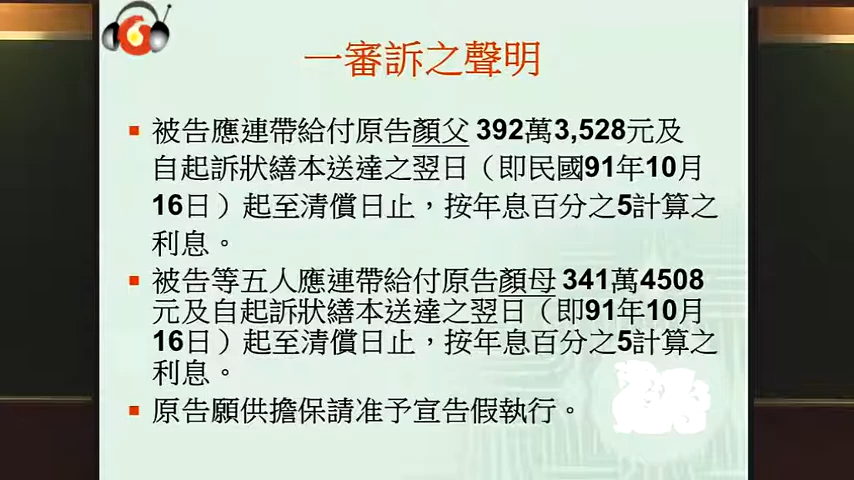 一審訴之聲明
▪ 被告應連帶給付原告顏父 392萬3,528元及
自起訴狀繕本送達之翌日（即民國91年10月
16日）起至清償日止，按年息百分之5計算之
利息。
▪ 被告等五人應連帶給付原告顏母 341萬4508
元及自起訴狀繕本送達之翌日（即91年10月
16日）起至清償日止，按年息百分之5計算之
利息。
▪ 原告願供擔保請准予宣告假執行。